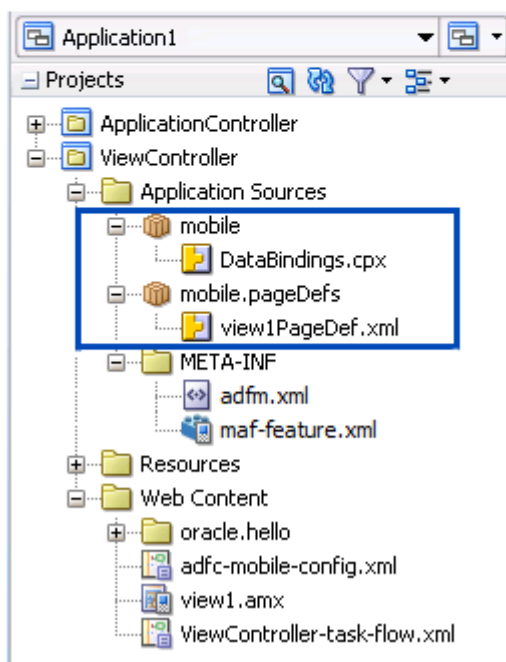 Application1
Projects
ApplicationController
ViewController
Application Sources
mobile
DataBindings.cpx
mobile.pageDefs
view1PageDef.xml
META-INF
adfm.xml
maf-feature.xml
Resources
Web Content
oracle.hello
adfc-mobile-config.xml
view1.amx
ViewController-task-flow.xml